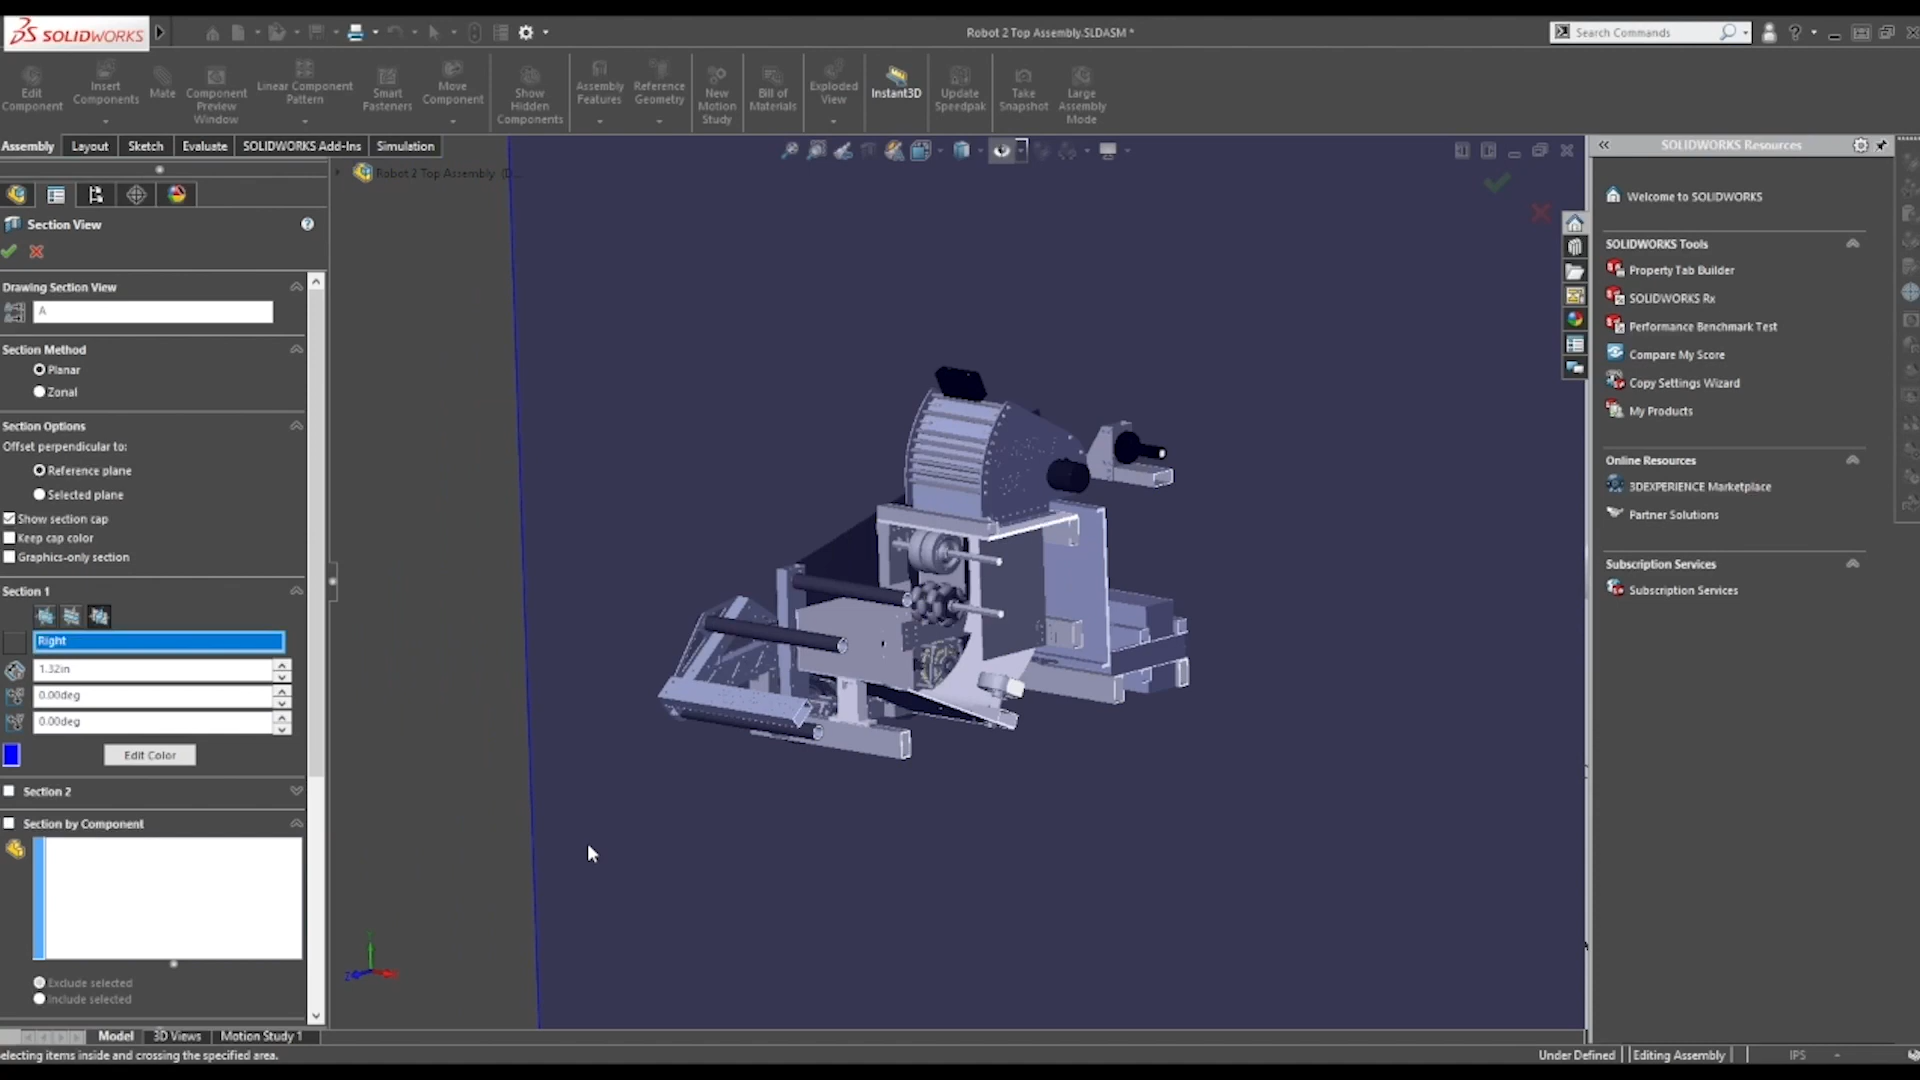 SOLIDWORKS
Robot 2 Top Assembly.SLDASM *
Search Commands
Edit Component
Insert Components
Mate
Component Preview Window
Linear Component Pattern
Smart Fasteners
Move Component
Show Hidden Components
Assembly Features
Reference Geometry
New Motion Study
Bill of Materials
Exploded View
Instant3D
Update Speedpak
Take Snapshot
Large Assembly Mode
Assembly
Layout
Sketch
Evaluate
SOLIDWORKS Add-Ins
Simulation
Robot 2 Top Assembly (D...
Section View
Drawing Section View
A
Section Method
Planar
Zonal
Section Options
Offset perpendicular to:
Reference plane
Selected plane
Show section cap
Keep cap color
Graphics-only section
Section 1
Right
1.32in
0.00deg
0.00deg
Edit Color
Section 2
Section by Component
Exclude selected
Include selected
Model
3D Views
Motion Study 1
electing items inside and crossing the specified area.
Under Defined
Editing Assembly
IPS
SOLIDWORKS Resources
Welcome to SOLIDWORKS
SOLIDWORKS Tools
Property Tab Builder
SOLIDWORKS Rx
Performance Benchmark Test
Compare My Score
Copy Settings Wizard
My Products
Online Resources
3DEXPERIENCE Marketplace
Partner Solutions
Subscription Services
Subscription Services